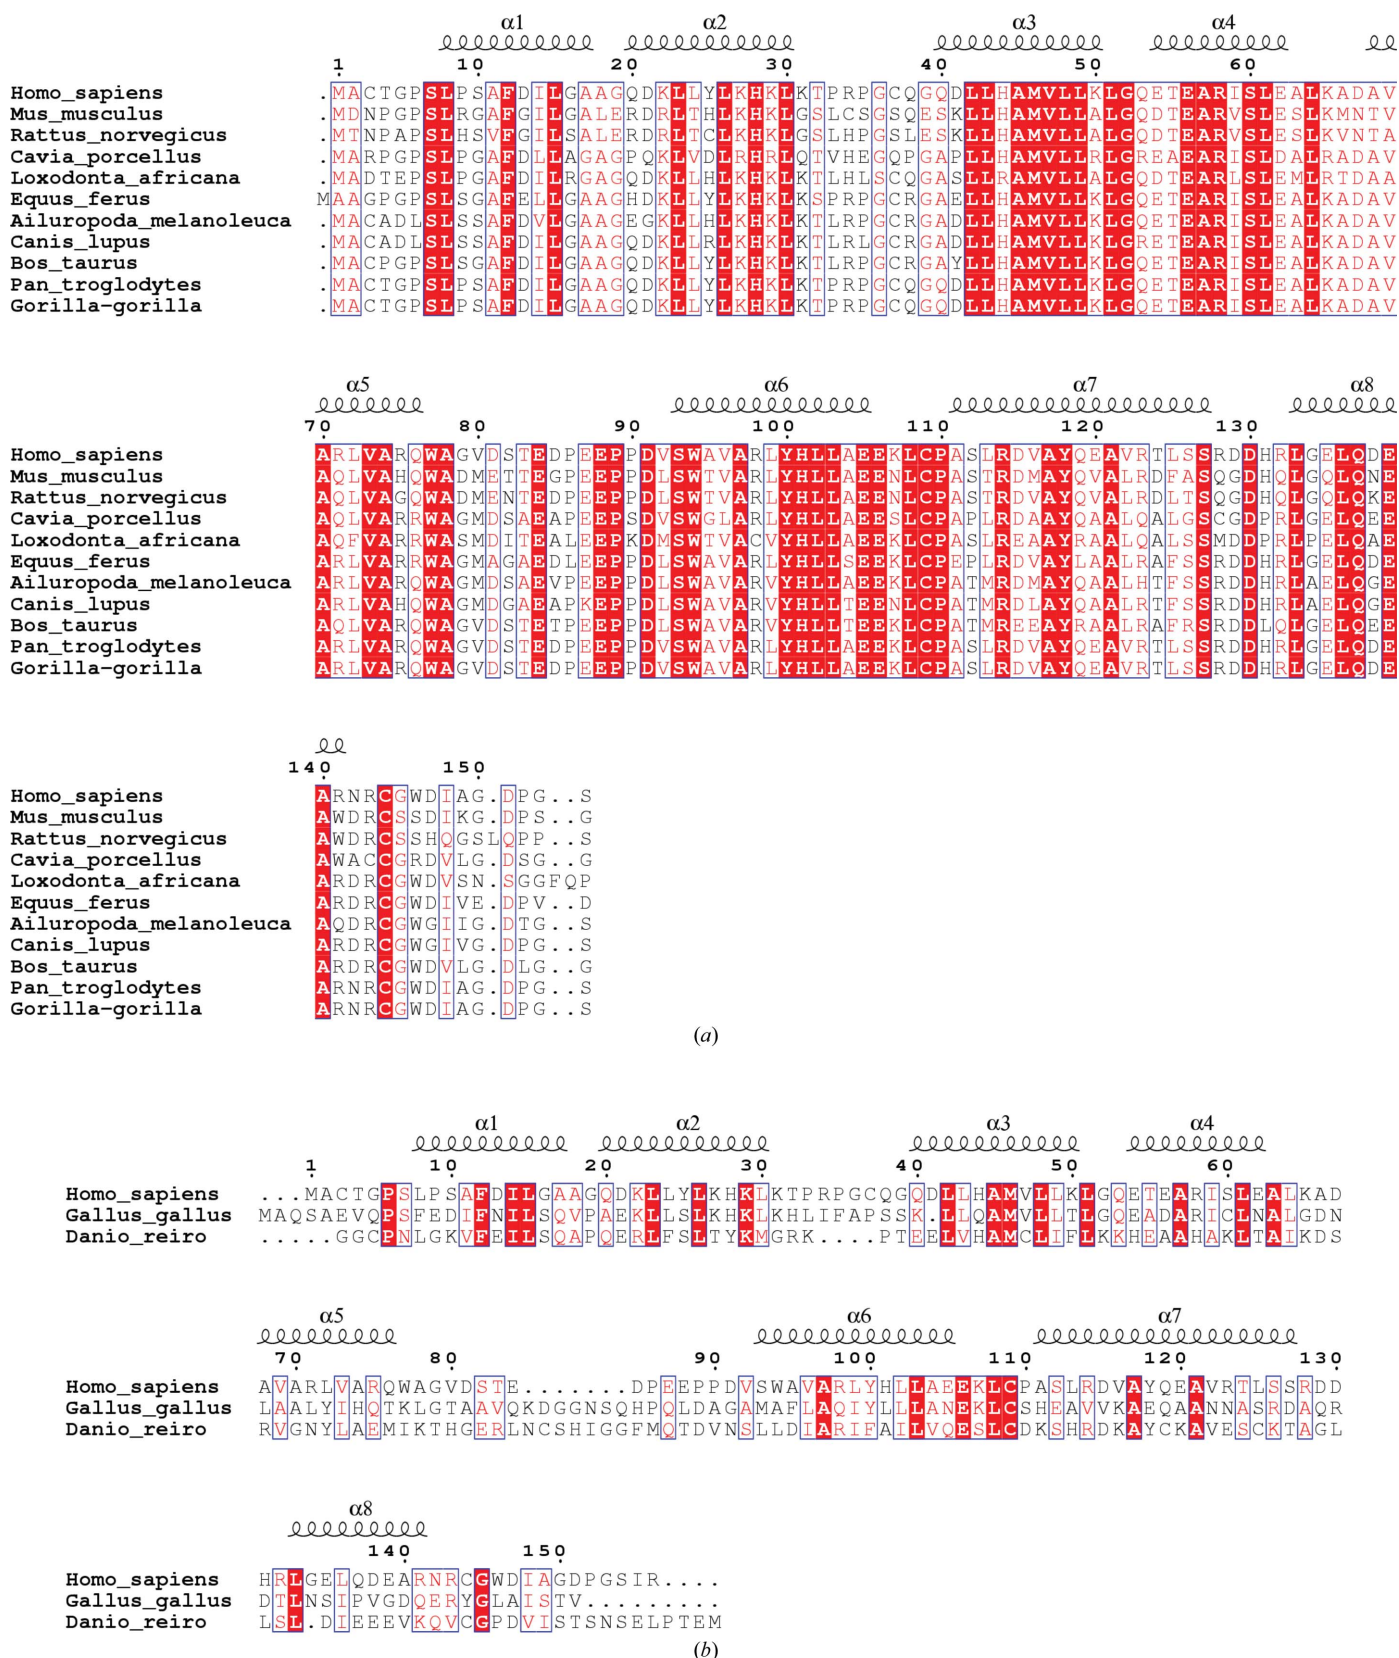 α1 α2 α3 α4
1 10 20 30 40 50 60
Homo_sapiens .MACTGPSLPSAFDILGAAGQDKLLYLKHKLKTPRPGCQGQDLLHAMVLLKLGQETEARISLEALKADAV
Mus_musculus .MDNPGPSLRGAFGILGALERDRLTHLKHKLGSLCSGSQESKLLHAMVLLALGQDTEARVSLESLKMNTV
Rattus_norvegicus .MTNPAPSLHSVFGILSALERDRLTCLKHKLGSLHPGSLESKLLHAMVLLALGQDTEARVSLESLKVNTA
Cavia_porcellus .MARPGPSLPGAFDLLAGAGPQKLVDLRHRLQTVHEGQPGAPLLHAMVLLRLGREAEARISLDALRADAV
Loxodonta_africana .MADTEPSLPGAFDILRGAGQDKLLHLKHKLKTLHLSCQGASLLRAMVLLALGQDTEARLSLEMLRTDAA
Equus_ferus MAAGPGPSLSGAFELLGAAGHDKLLYLKHKLKSPRPGCRGAELLHAMVLLKLGQETEARISLEALKADAV
Ailuropoda_melanoleuca .MACADLSLSSAFDVLGAAGEGKLLHLKHKLKTLRPGCRGADLLHAMVLLKLGQETEARISLEALKADAV
Canis_lupus .MACADLSLSSAFDILGAAGQDKLLRLKHKLKTLRLGCRGADLLHAMVLLKLGRETEARISLEALKADAV
Bos_taurus .MACPGPSLSGAFDILGAAGQDKLLYLKHKLKTLRPGCRGAYLLHAMVLLKLGQETEARISLEALKADAV
Pan_troglodytes .MACTGPSLPSAFDILGAAGQDKLLYLKHKLKTPRPGCQGQDLLHAMVLLKLGQETEARISLEALKADAV
Gorilla-gorilla .MACTGPSLPSAFDILGAAGQDKLLYLKHKLKTPRPGCQGQDLLHAMVLLKLGQETEARISLEALKADAV
α5 α6 α7 α8
70 80 90 100 110 120 130
Homo_sapiens ARLVARQWAGVDSTEDPEEPPDVSWAVARLYHLLAEEKLCPASLRDVAYQEAVRTLSSRDDHRLGELQDE
Mus_musculus AQLVAHQWADMETTEGPEEPPDLSWTVARLYHLLAEENLCPASTRDMAYQVALRDFASQGDHQLGQLQNE
Rattus_norvegicus AQLVAGQWADMENTEGPEEPPDLSWTVARLYHLLAEENLCPASTRDVAYQVALRDLTSQGDHQLGQLQKE
Cavia_porcellus AQLVARRWAGMDSAEAPEEPSDVSWGLARLYHLLAEESLCPAPLRDAAYQAALQALGSCGDPRLGELQEE
Loxodonta_africana AQFVARRWASMDITEALEEPKDMSWTVACVYHLLAEEKLCPASLREAAYRAALQALSSMDDPRLPELQAE
Equus_ferus ARLVARRWAGMAGAEDLEEPPDVSWAVARLYHLLSEEKLCPEPLRDVAYLAALRAFSSRDDHRLGELQDE
Ailuropoda_melanoleuca ARLVARQWAGMDSAEVPEEPPDLSWAVARVYHLLAEEKLCPATMRDMAYQAALHTFSSRDDHRLAELQGE
Canis_lupus ARLVAHQWAGMDGAEAPKEPPDLSWAVARVYHLLTEENLCPATMRDLAYQAALRTFSSRDDHRLAELQGE
Bos_taurus AQLVARQWAGVDSTETPEEPPDVSWAVARVYHLLTEEKLCPATMREEAYRAALRAFRSRDDLQLGELQEE
Pan_troglodytes ARLVARQWAGVDSTEDPEEPPDVSWAVARLYHLLAEEKLCPASLRDVAYQEAVRTLSSRDDHRLGELQDE
Gorilla-gorilla ARLVARQWAGVDSTEDPEEPPDVSWAVARLYHLLAEEKLCPASLRDVAYQEAVRTLSSRDDHRLGELQDE
140 150
Homo_sapiens ARNRCGWDIAG.DPG..S
Mus_musculus AWDRCSSDIKG.DPS..G
Rattus_norvegicus AWDRCSSHQGSLQPP..S
Cavia_porcellus AWACCGRDVLG.DSG..G
Loxodonta_africana ARDRCGWDVSN.SGGFQP
Equus_ferus ARDRCGWDIVE.DPV..D
Ailuropoda_melanoleuca AQDRCGWGIIG.DTG..S
Canis_lupus ARDRCGWGIVG.DPG..S
Bos_taurus ARDRCGWDVLG.DLG..G
Pan_troglodytes ARNRCGWDIAG.DPG..S
Gorilla-gorilla ARNRCGWDIAG.DPG..S
(a)
α1 α2 α3 α4
1 10 20 30 40 50 60
Homo_sapiens ...MACTGPSLPSAFDILGAAGQDKLLYLKHKLKTPRPGCQGQDLLHAMVLLKLGQETEARISLEALKAD
Gallus_gallus MAQSAEVQPSFEDIFNILSQVPAEKLLSLKHKLKHLIFAPSSK.LLQAMVLLTLGQEADARICLNALGDN
Danio_reiro .....GGCPNLGKVFEILSQAPQERLFSLTYKMGRK....PTEELVHAMCLIFLKKHEAAHAKLTAIKDS
α5 α6 α7
70 80 90 100 110 120 130
Homo_sapiens AVARLVARQWAGVDSTE.......DPEEPPDVSWAVARLYHLLAEEKLCPASLRDVAYQEAVRTLSSRDD
Gallus_gallus LAALYIHQTKLGTAAVQKDGGNSQHPQLDAGAMAFLAQIYLLLANEKLCSHEAVVKAEQAANNASRDAQR
Danio_reiro RVGNYLAEMIKTHGERLNCSHIGGFMQTDVNSLLDIARIFAILVQESLCDKSHRDKAYCKAVESCKTAGL
α8
140 150
Homo_sapiens HRLGELQDEARNRCGWDIAGDPGSIR....
Gallus_gallus DTLNSIPVGDQERYGLAISTV.........
Danio_reiro LSL.DIEEEVKQVCGPDVISTSNSELPTEM
(b)